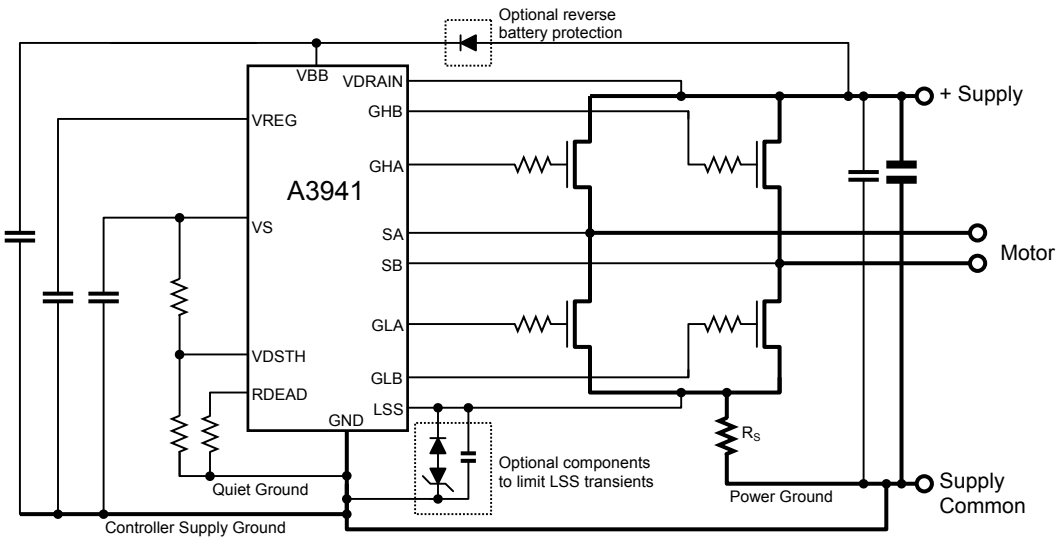 Optional reverse
battery protection
VBB
VDRAIN
+ Supply
GHB
VREG
GHA
A3941
VS
SA
SB
Motor
GLA
VDSTH
GLB
RDEAD
LSS
GND
RS
Optional components
to limit LSS transients
Quiet Ground
Power Ground
Supply
Common
Controller Supply Ground